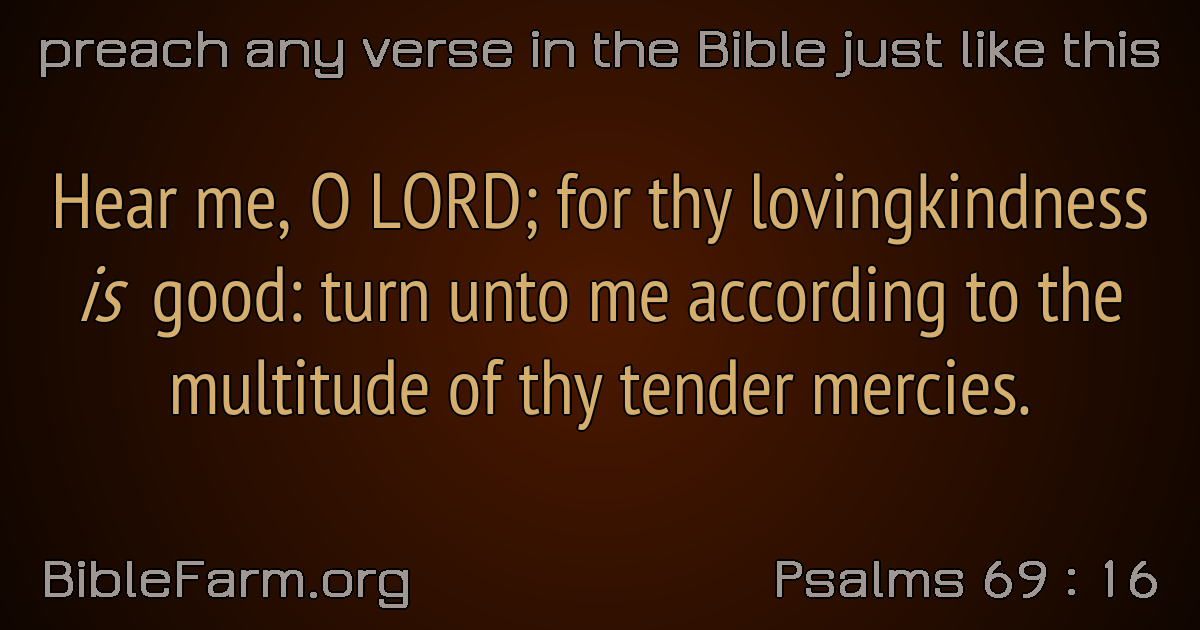 preach any verse in the Bible just like this
Hear me, O LORD; for thy lovingkindness
is good: turn unto me according to the
multitude of thy tender mercies.
BibleFarm.org
Psalms 69 : 16